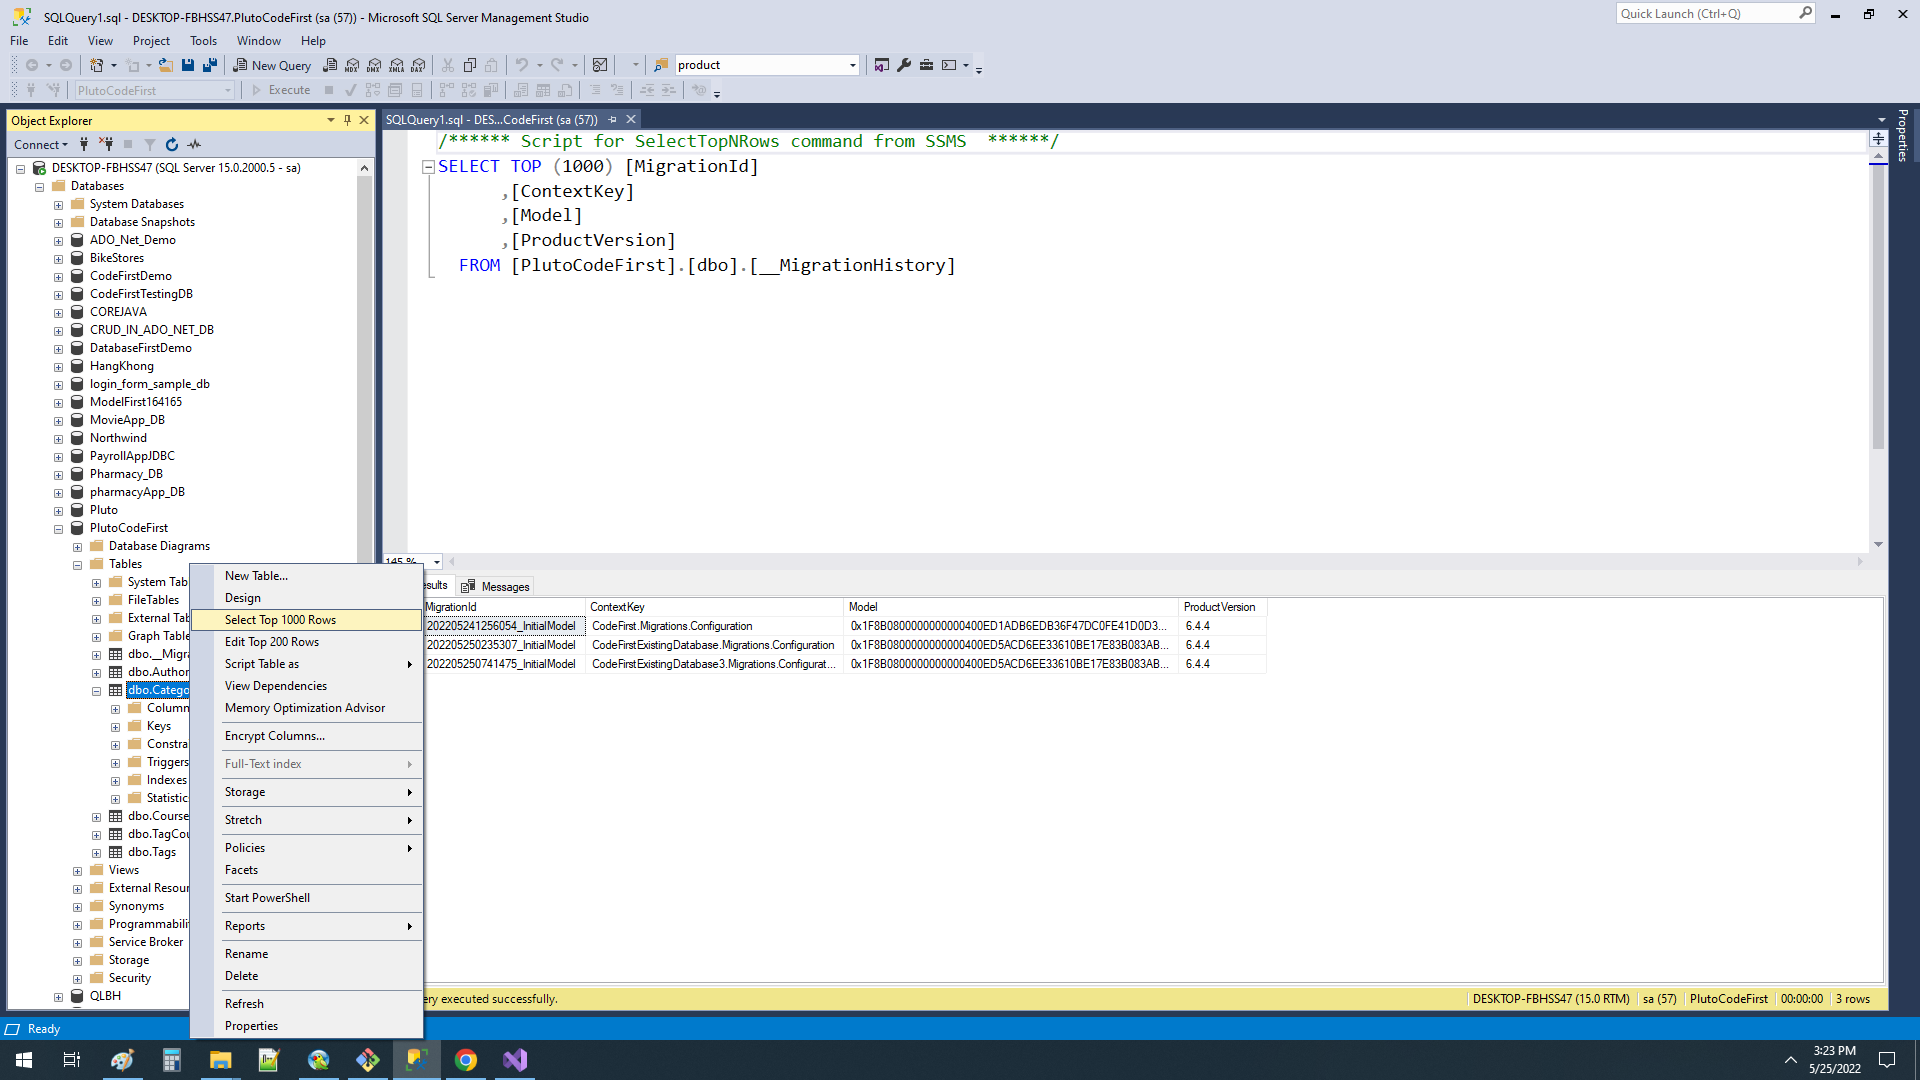 SQLQuery1.sql - DESKTOP-FBHSS47.PlutoCodeFirst (sa (57)) - Microsoft SQL Server Management Studio
Quick Launch (Ctrl+Q)
File Edit View Project Tools Window Help
New Query
MDX DMX XMLA DAX
product
PlutoCodeFirst
Execute
Object Explorer
Connect
DESKTOP-FBHSS47 (SQL Server 15.0.2000.5 - sa)
Databases
System Databases
Database Snapshots
ADO_Net_Demo
BikeStores
CodeFirstDemo
CodeFirstTestingDB
COREJAVA
CRUD_IN_ADO_NET_DB
DatabaseFirstDemo
HangKhong
login_form_sample_db
ModelFirst164165
MovieApp_DB
Northwind
PayrollAppJDBC
Pharmacy_DB
pharmacyApp_DB
Pluto
PlutoCodeFirst
Database Diagrams
Tables
System Tab
FileTables
External Tab
Graph Table
dbo.__Migra
dbo.Author
dbo.Catego
Column
Keys
Constra
Triggers
Indexes
Statistic
dbo.Course
dbo.TagCou
dbo.Tags
Views
External Resour
Synonyms
Programmabili
Service Broker
Storage
Security
QLBH
New Table...
Design
Select Top 1000 Rows
Edit Top 200 Rows
Script Table as
View Dependencies
Memory Optimization Advisor
Encrypt Columns...
Full-Text index
Storage
Stretch
Policies
Facets
Start PowerShell
Reports
Rename
Delete
Refresh
Properties
SQLQuery1.sql - DES...CodeFirst (sa (57))
/****** Script for SelectTopNRows command from SSMS  ******/
SELECT TOP (1000) [MigrationId]
,[ContextKey]
,[Model]
,[ProductVersion]
FROM [PlutoCodeFirst].[dbo].[__MigrationHistory]
145 %
esults Messages
MigrationId ContextKey Model ProductVersion
202205241256054_InitialModel CodeFirst.Migrations.Configuration 0x1F8B0800000000000400ED1ADB6EDB36F47DC0FE41D0D3... 6.4.4
202205250235307_InitialModel CodeFirstExistingDatabase.Migrations.Configuration 0x1F8B0800000000000400ED5ACD6EE33610BE17E83B083AB... 6.4.4
202205250741475_InitialModel CodeFirstExistingDatabase3.Migrations.Configurat... 0x1F8B0800000000000400ED5ACD6EE33610BE17E83B083AB... 6.4.4
ery executed successfully.
DESKTOP-FBHSS47 (15.0 RTM) sa (57) PlutoCodeFirst 00:00:00 3 rows
Properties
Ready
3:23 PM
5/25/2022